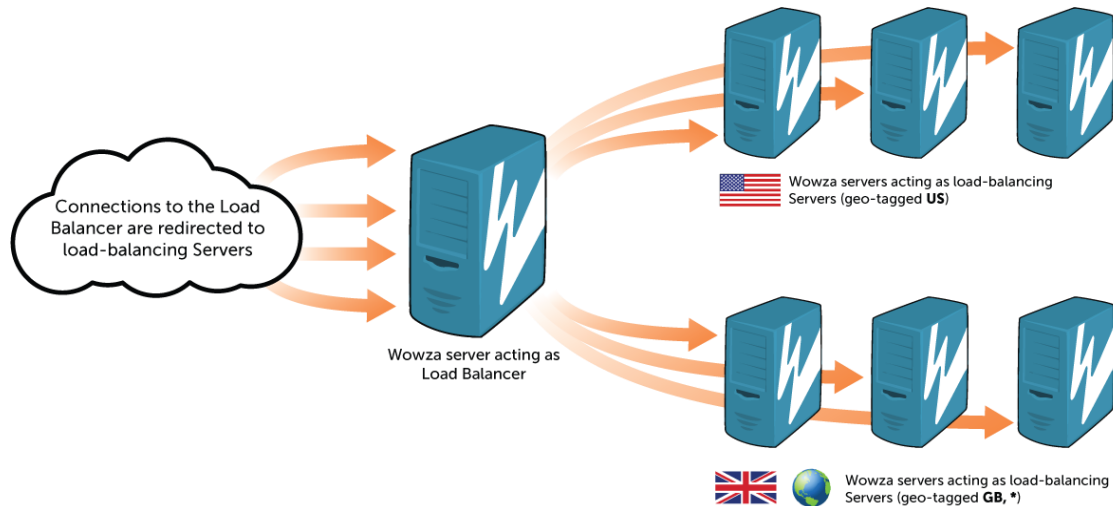 Connections to the Load
Balancer are redirected to
load-balancing Servers
Wowza server acting as
Load Balancer
Wowza servers acting as load-balancing
Servers (geo-tagged US)
Wowza servers acting as load-balancing
Servers (geo-tagged GB, *)